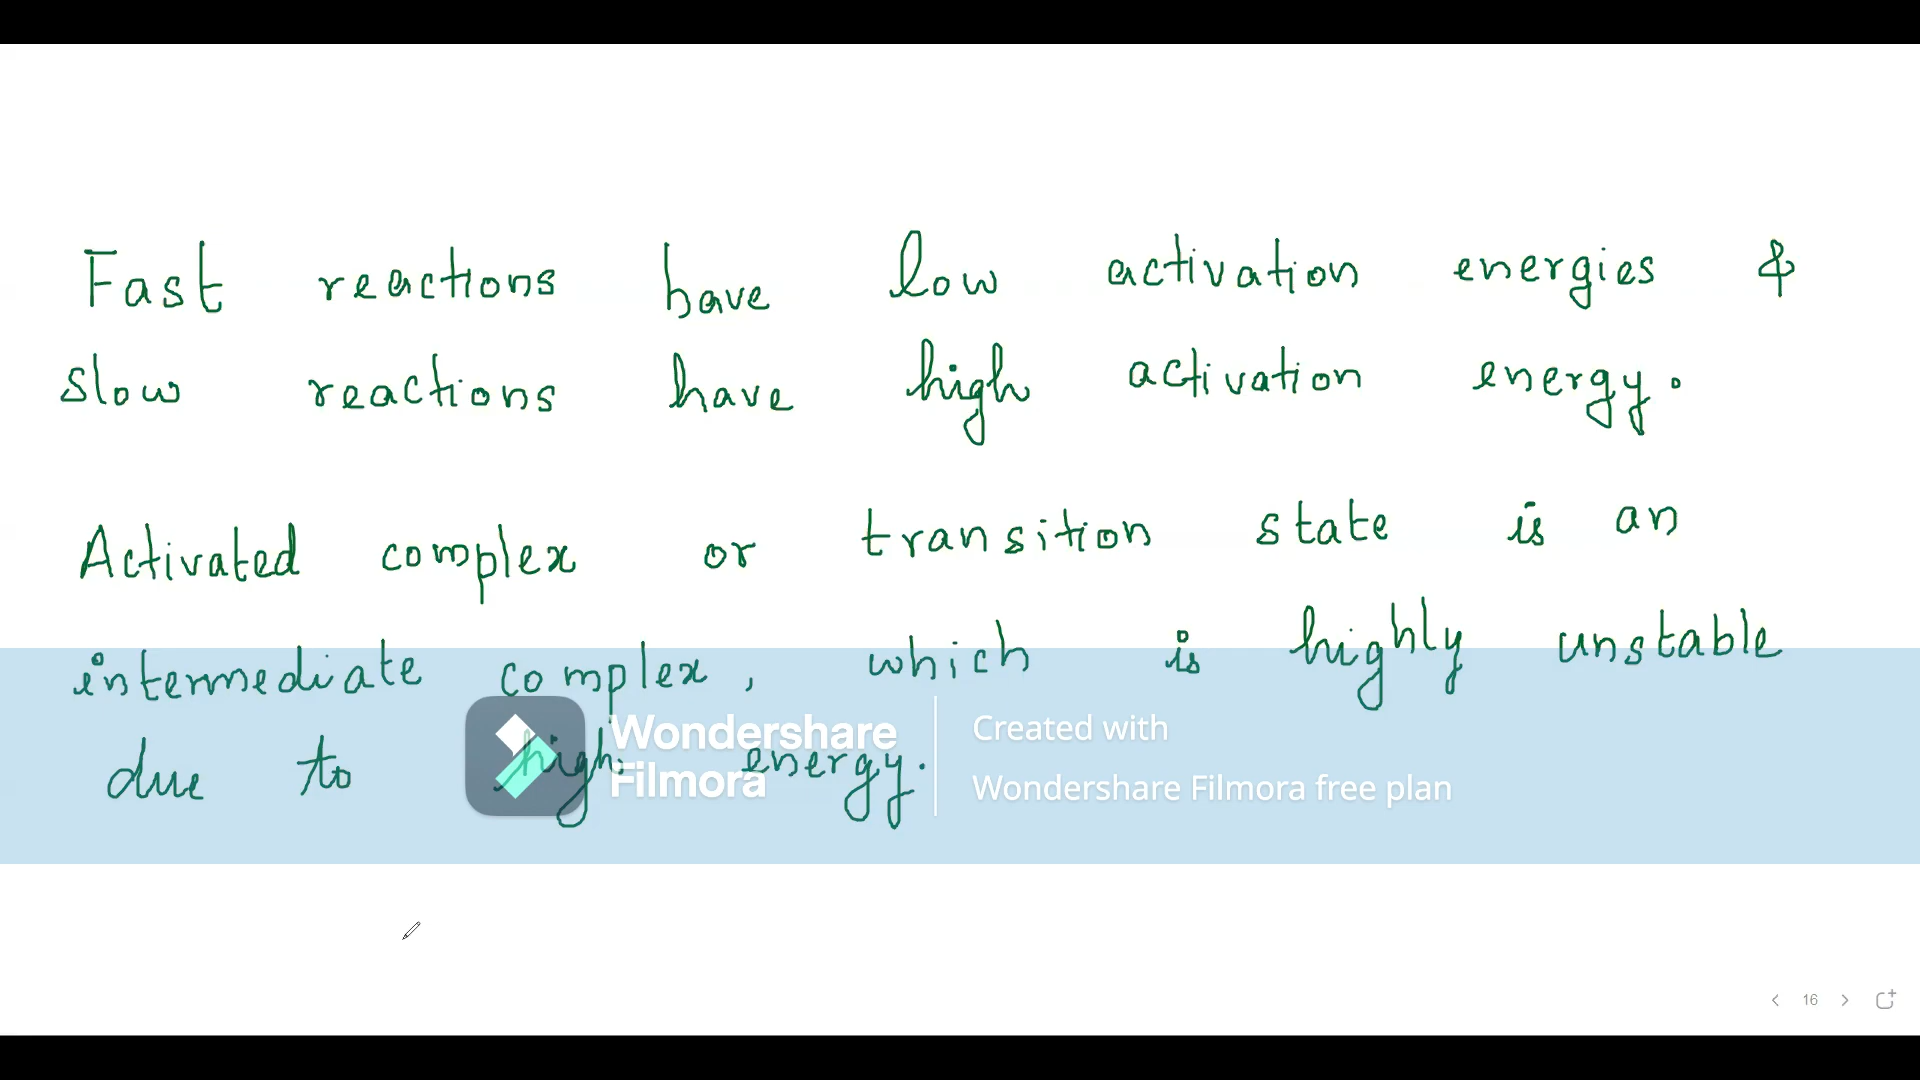 Fast reactions have low activation energies &
slow reactions have high activation energy.
Activated complex or transition state is an
intermediate complex, which is highly unstable
due to high energy.
Wondershare
Filmora
Created with
Wondershare Filmora free plan
16